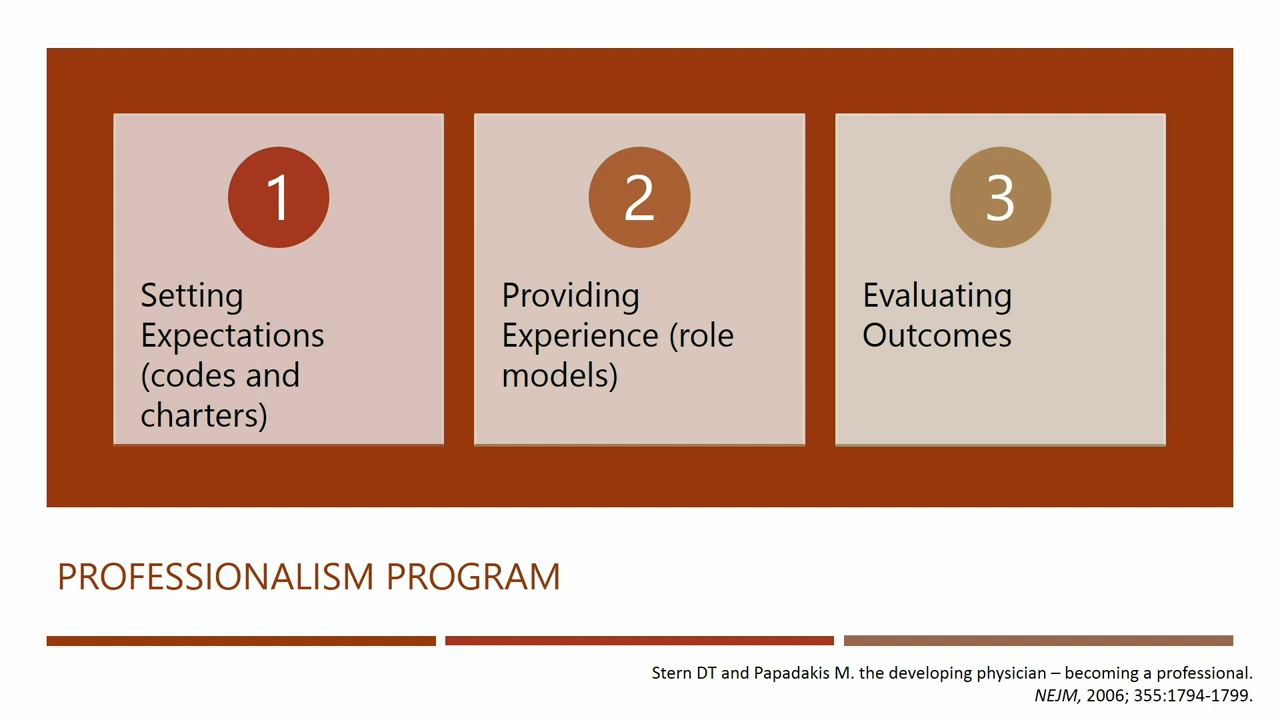 1
Setting
Expectations
(codes and
charters)
2
Providing
Experience (role
models)
3
Evaluating
Outcomes
PROFESSIONALISM PROGRAM
Stern DT and Papadakis M. the developing physician – becoming a professional.
NEJM, 2006; 355:1794-1799.